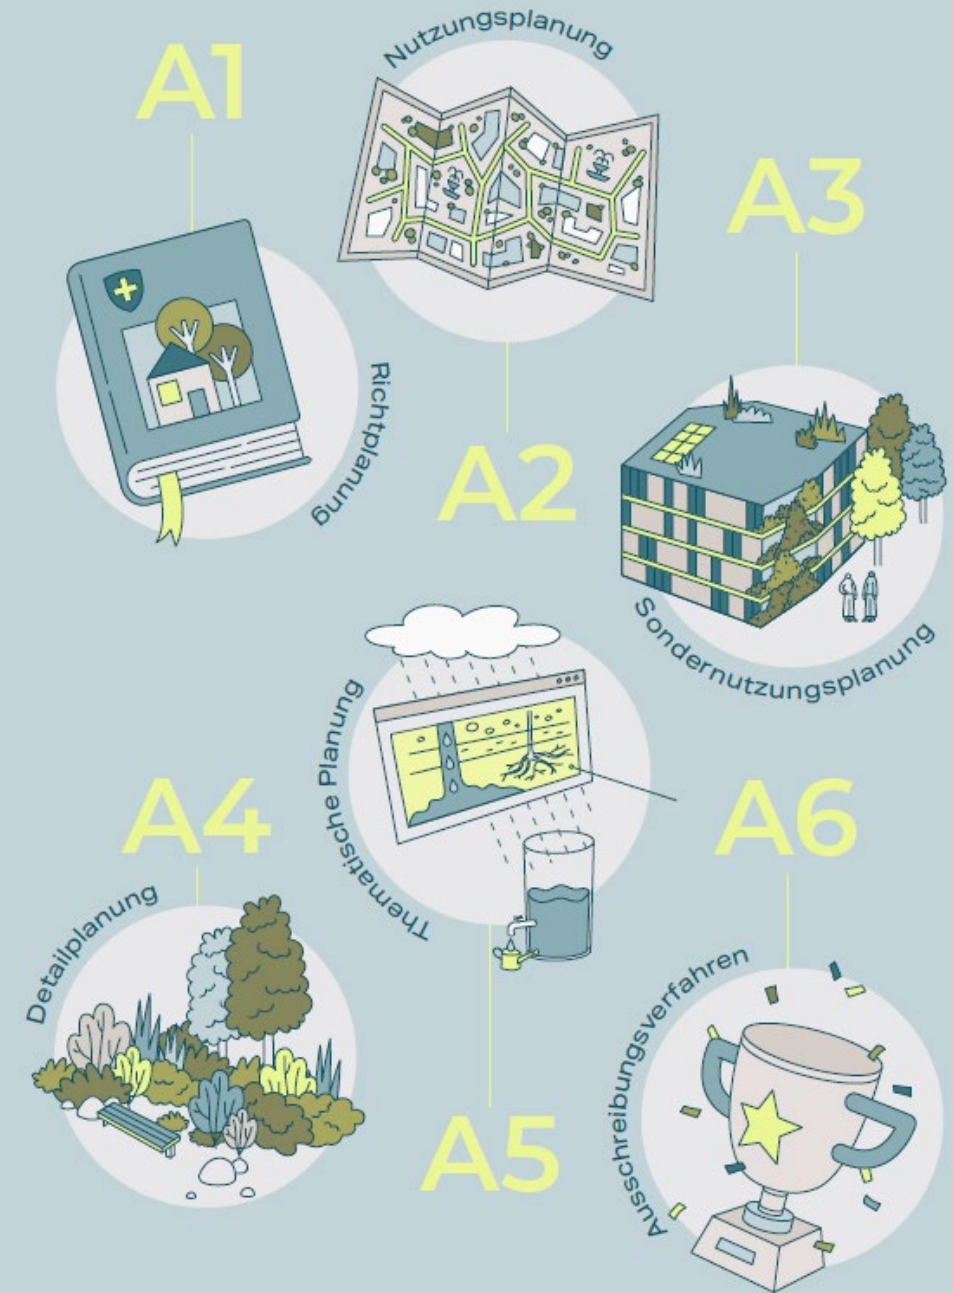 A1
Richtplanung
Nutzungsplanung
A2
A3
Sondernutzungsplanung
A4
Detailplanung
Thematische Planung
A5
A6
Ausschreibungsverfahren